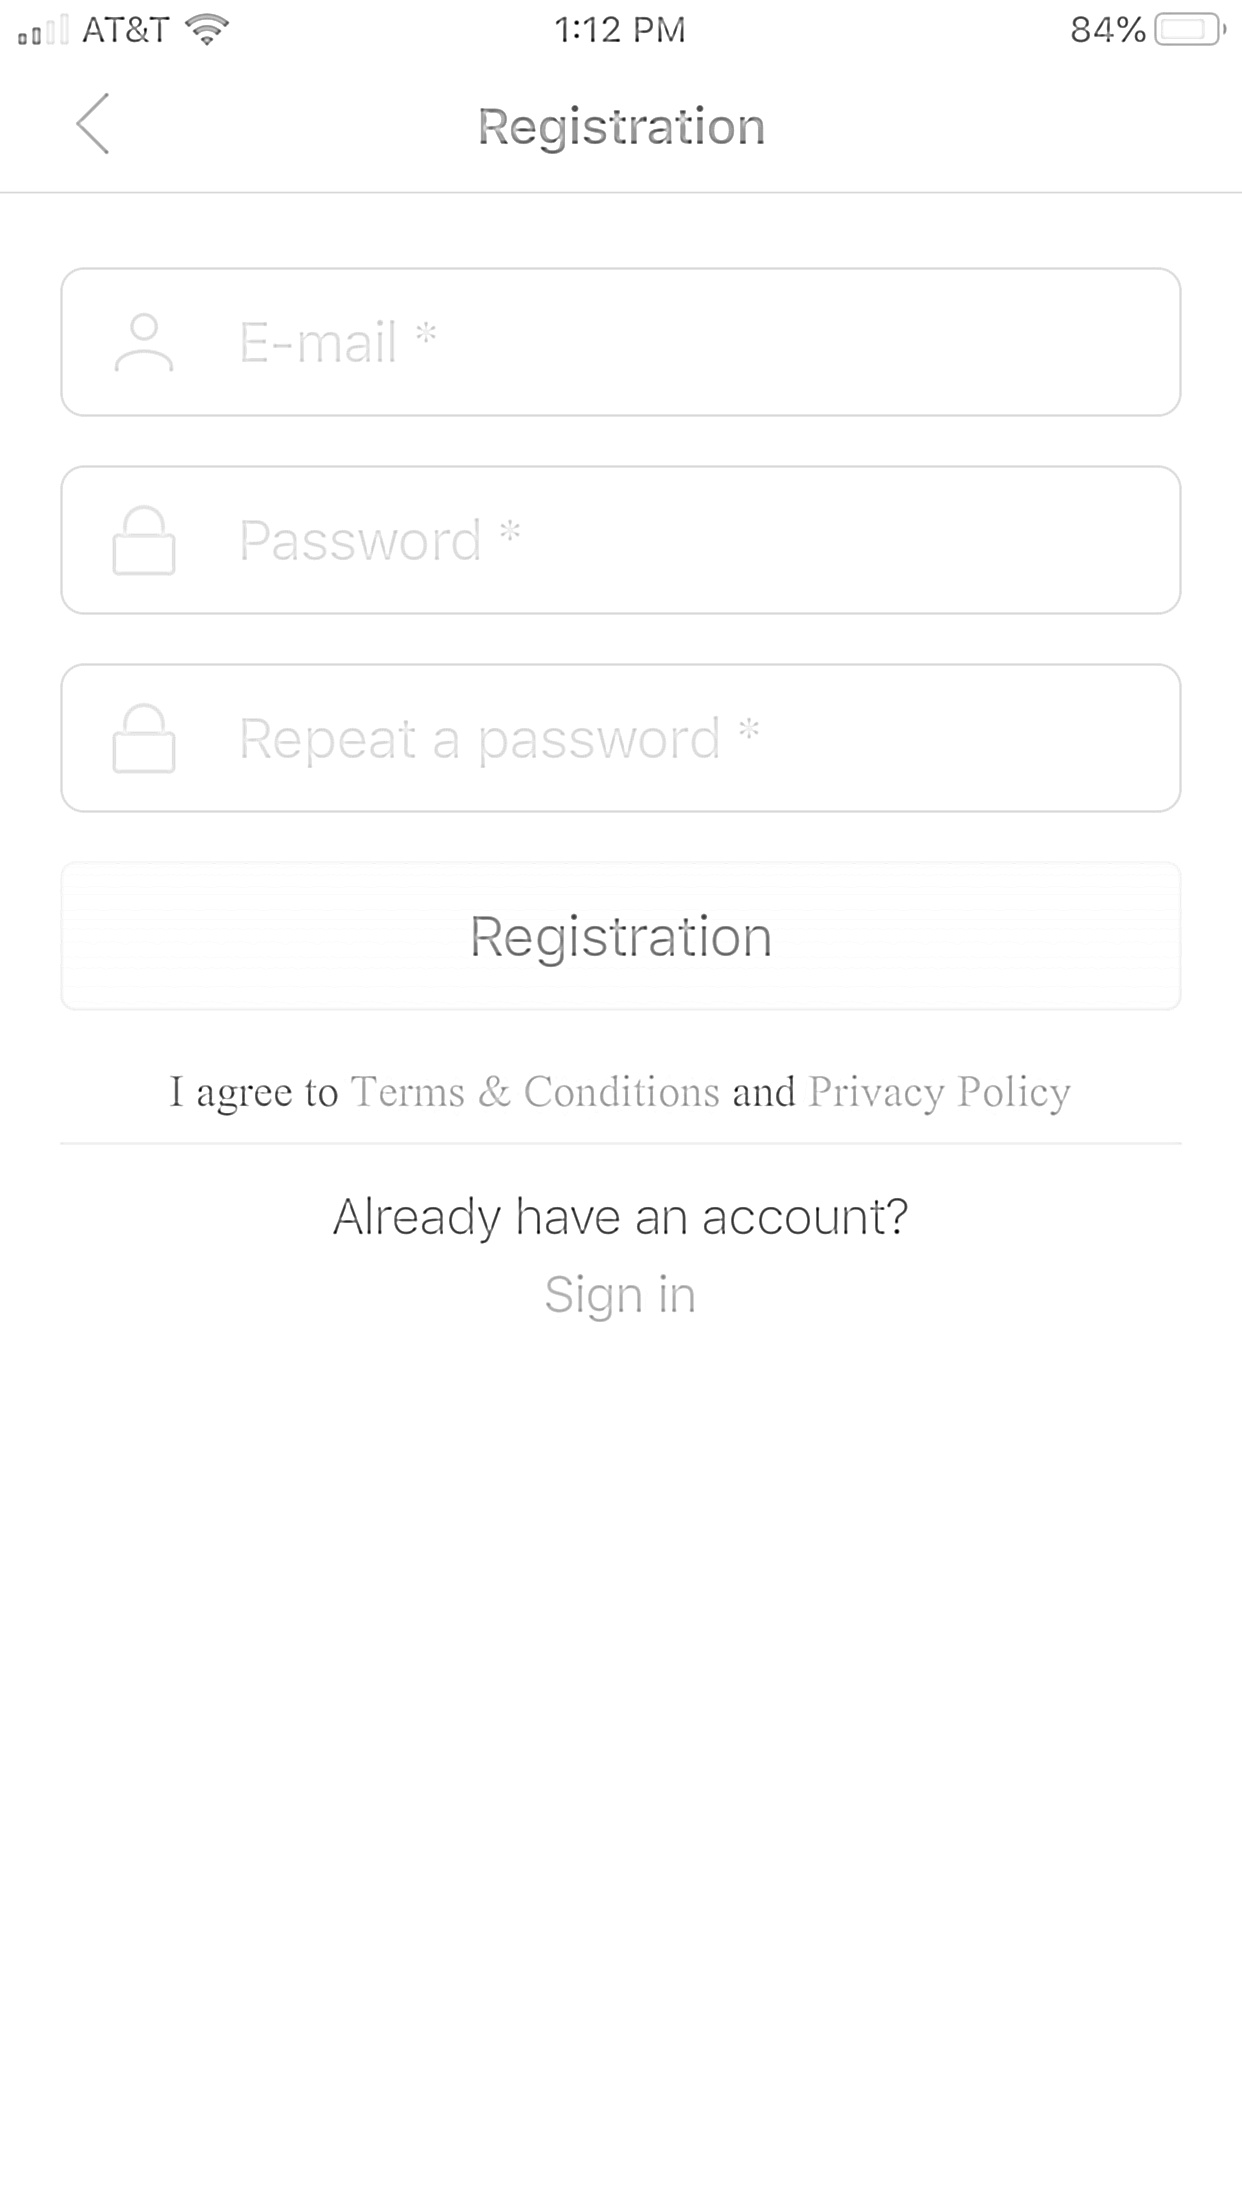 AT&T 1:12 PM 84%
Registration
E-mail *
Password *
Repeat a password *
Registration
I agree to Terms & Conditions and Privacy Policy
Already have an account?
Sign in